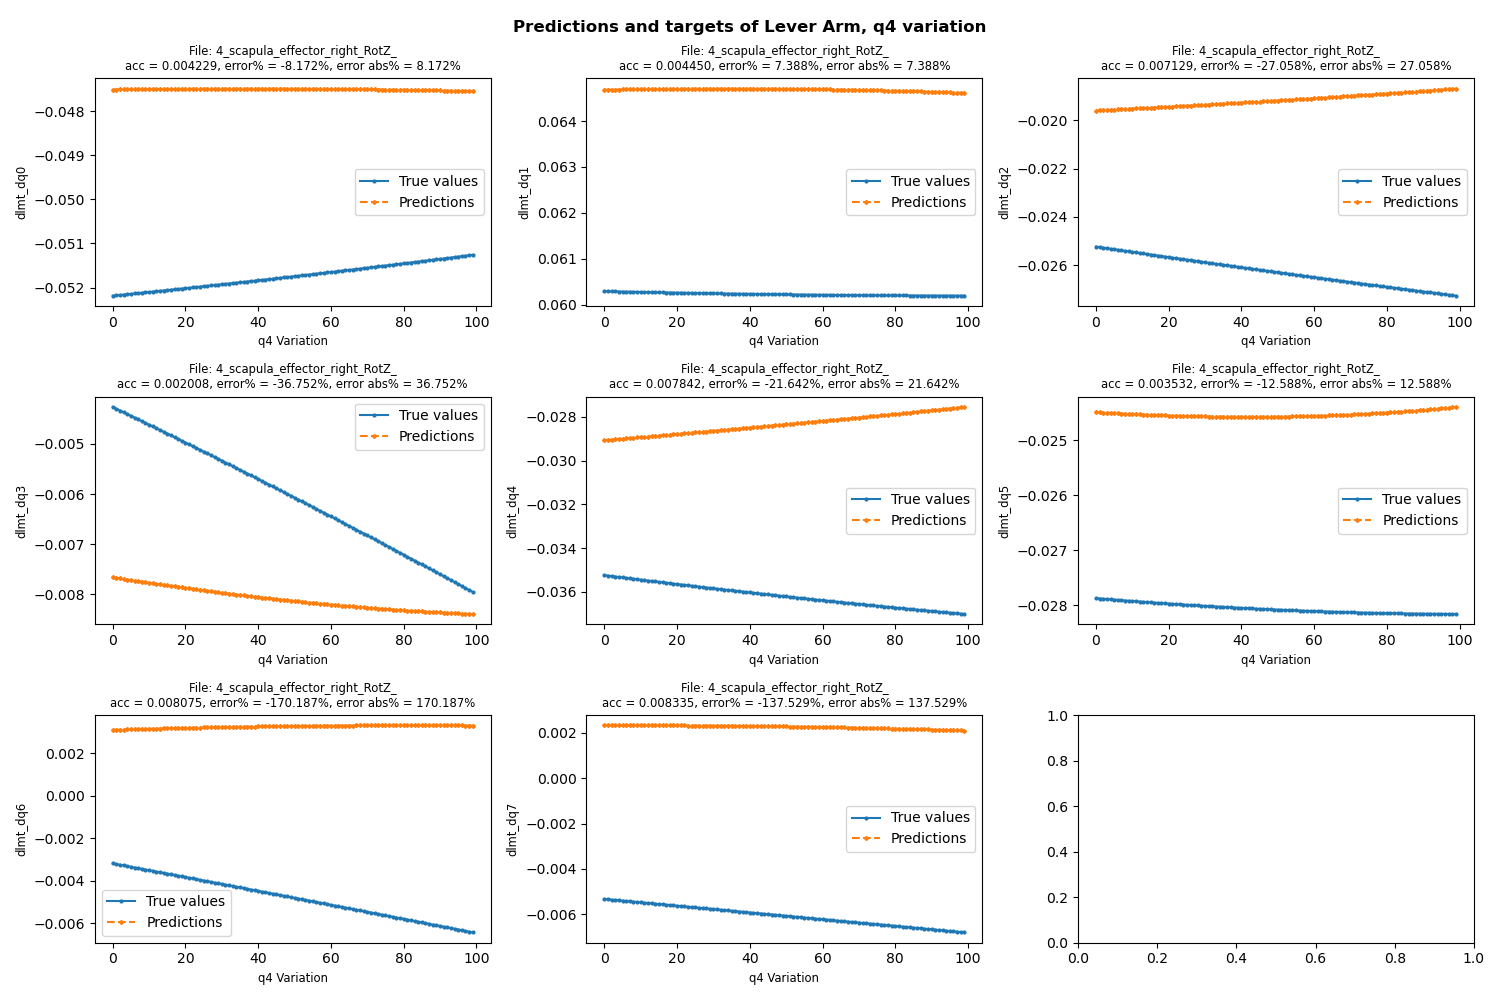 Predictions and targets of Lever Arm, q4 variation
File: 4_scapula_effector_right_RotZ_
acc = 0.004229, error% = -8.172%, error abs% = 8.172%
−0.048
−0.049
−0.050
−0.051
−0.052
dlmt_dq0
True values
Predictions
0 20 40 60 80 100
q4 Variation
File: 4_scapula_effector_right_RotZ_
acc = 0.004450, error% = 7.388%, error abs% = 7.388%
0.064
0.063
0.062
0.061
0.060
dlmt_dq1
True values
Predictions
0 20 40 60 80 100
q4 Variation
File: 4_scapula_effector_right_RotZ_
acc = 0.007129, error% = -27.058%, error abs% = 27.058%
−0.020
−0.022
−0.024
−0.026
dlmt_dq2
True values
Predictions
0 20 40 60 80 100
q4 Variation
File: 4_scapula_effector_right_RotZ_
acc = 0.002008, error% = -36.752%, error abs% = 36.752%
−0.005
−0.006
−0.007
−0.008
dlmt_dq3
True values
Predictions
0 20 40 60 80 100
q4 Variation
File: 4_scapula_effector_right_RotZ_
acc = 0.007842, error% = -21.642%, error abs% = 21.642%
−0.028
−0.030
−0.032
−0.034
−0.036
dlmt_dq4
True values
Predictions
0 20 40 60 80 100
q4 Variation
File: 4_scapula_effector_right_RotZ_
acc = 0.003532, error% = -12.588%, error abs% = 12.588%
−0.025
−0.026
−0.027
−0.028
dlmt_dq5
True values
Predictions
0 20 40 60 80 100
q4 Variation
File: 4_scapula_effector_right_RotZ_
acc = 0.008075, error% = -170.187%, error abs% = 170.187%
0.002
0.000
−0.002
−0.004
−0.006
dlmt_dq6
True values
Predictions
0 20 40 60 80 100
q4 Variation
File: 4_scapula_effector_right_RotZ_
acc = 0.008335, error% = -137.529%, error abs% = 137.529%
0.002
0.000
−0.002
−0.004
−0.006
dlmt_dq7
True values
Predictions
0 20 40 60 80 100
q4 Variation
1.0
0.8
0.6
0.4
0.2
0.0
0.0 0.2 0.4 0.6 0.8 1.0